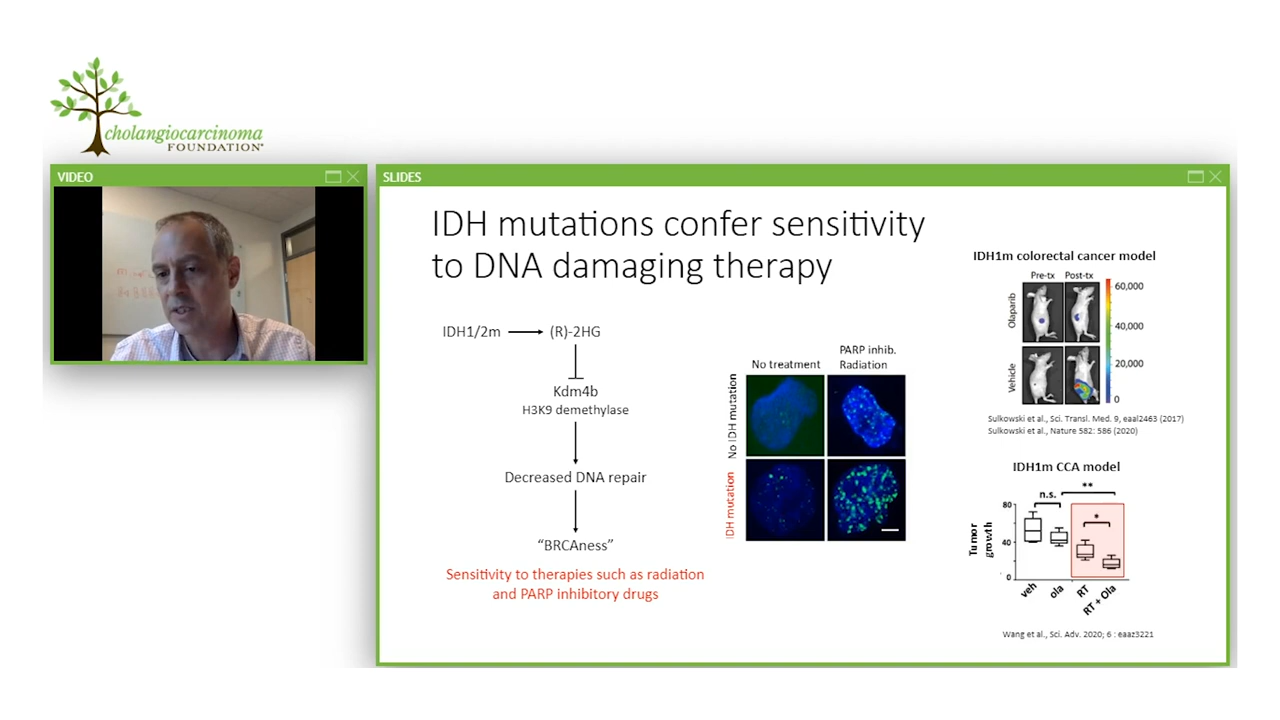 cholangiocarcinoma
FOUNDATION
VIDEO
SLIDES
IDH mutations confer sensitivity
to DNA damaging therapy
IDH1/2m
(R)-2HG
Kdm4b
H3K9 demethylase
Decreased DNA repair
“BRCAness”
Sensitivity to therapies such as radiation
and PARP inhibitory drugs
No treatment
PARP inhib.
Radiation
No IDH mutation
IDH mutation
IDH1m colorectal cancer model
Pre-tx Post-tx
Olaparib
Vehicle
60,000
40,000
20,000
0
Sulkowski et al., Sci. Transl. Med. 9, eaal2463 (2017)
Sulkowski et al., Nature 582: 586 (2020)
IDH1m CCA model
n.s.
**
*
Tumor
growth
80
40
0
veh
ola
RT
RT + Ola
Wang et al., Sci. Adv. 2020; 6 : eaaz3221